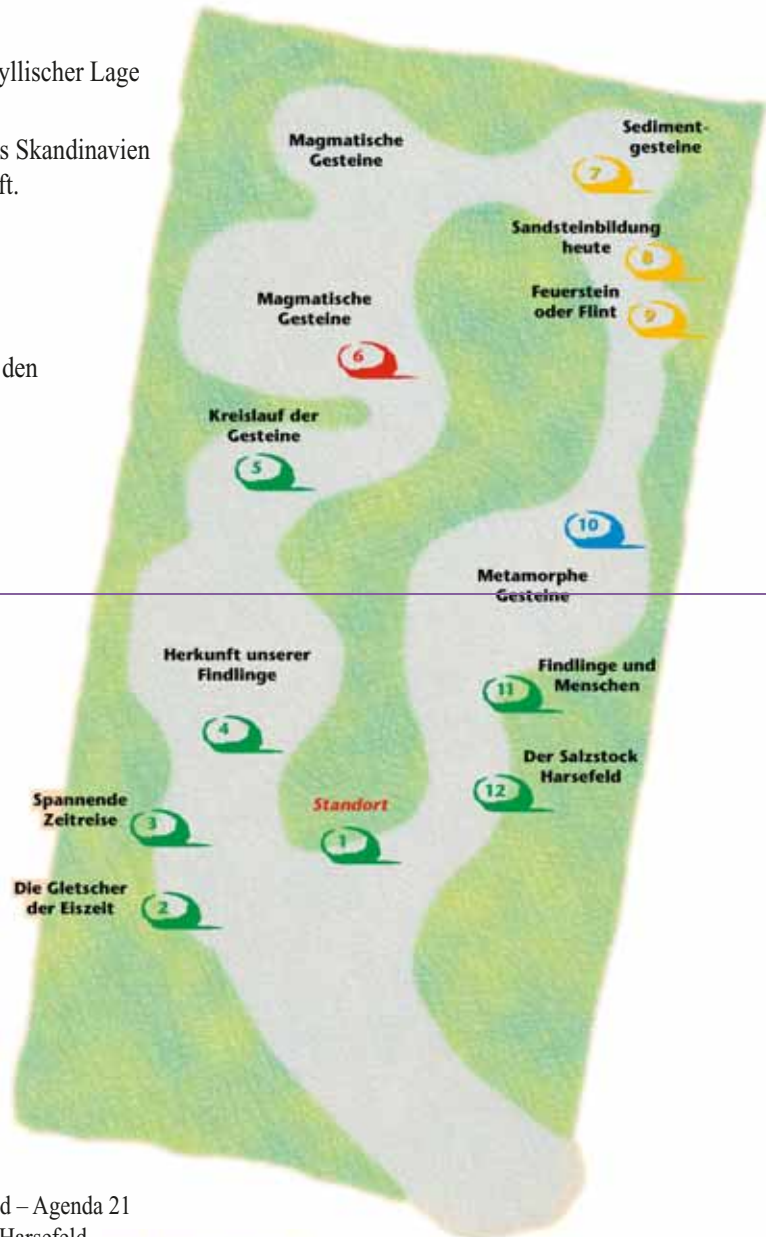 yllischer Lage
s Skandinavien
ft.
den
Magmatische
Gesteine
Sediment-
gesteine
7
Sandsteinbildung
heute
8
Feuerstein
oder Flint
9
Magmatische
Gesteine
6
Kreislauf der
Gesteine
5
10
Metamorphe
Gesteine
Herkunft unserer
Findlinge
4
Findlinge und
Menschen
11
Der Salzstock
Harsefeld
12
Spannende
Zeitreise
3
Standort
1
Die Gletscher
der Eiszeit
2
d – Agenda 21
Harsefeld